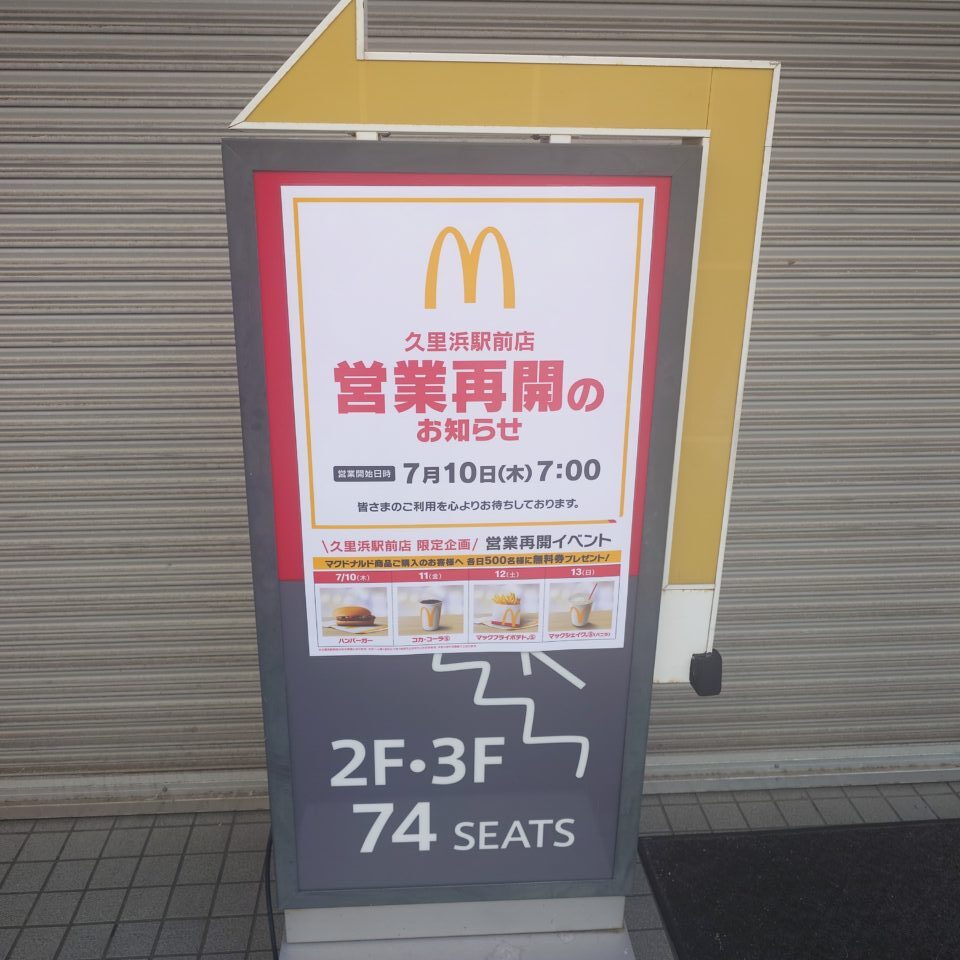 久里浜駅前店
営業再開の
お知らせ
営業開始日時 7月10日(木)7:00
皆さまのご利用を心よりお待ちしております。
\久里浜駅前店 限定企画/ 営業再開イベント
マクドナルド商品ご購入のお客様へ 各日500名様に無料券プレゼント!
7/10(木) 11(金) 12(土) 13(日)
ハンバーガー コカ・コーラⓈ マックフライポテト®Ⓢ マックシェイク®Ⓢ(バニラ)
2F・3F
74 SEATS